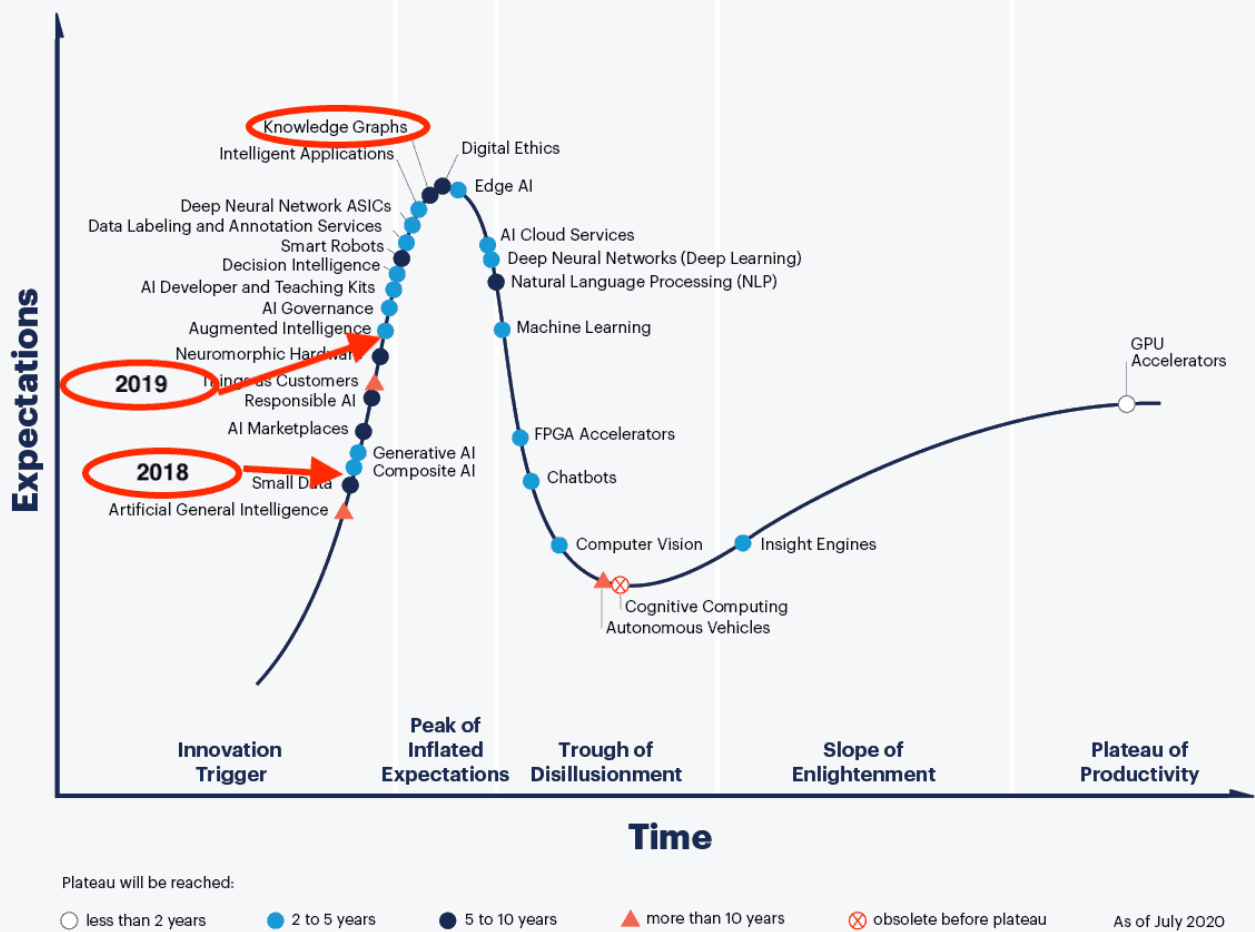 Knowledge Graphs
Intelligent Applications
Digital Ethics
Edge AI
Deep Neural Network ASICs
Data Labeling and Annotation Services
Smart Robots
Decision Intelligence
AI Developer and Teaching Kits
AI Governance
Augmented Intelligence
Neuromorphic Hardware
2019
Things as Customers
Responsible AI
AI Marketplaces
Generative AI
Composite AI
2018
Small Data
Artificial General Intelligence
AI Cloud Services
Deep Neural Networks (Deep Learning)
Natural Language Processing (NLP)
Machine Learning
FPGA Accelerators
Chatbots
Computer Vision
Cognitive Computing
Autonomous Vehicles
Insight Engines
GPU
Accelerators
Expectations
Innovation
Trigger
Peak of
Inflated
Expectations
Trough of
Disillusionment
Slope of
Enlightenment
Plateau of
Productivity
Time
Plateau will be reached:
less than 2 years
2 to 5 years
5 to 10 years
more than 10 years
obsolete before plateau
As of July 2020